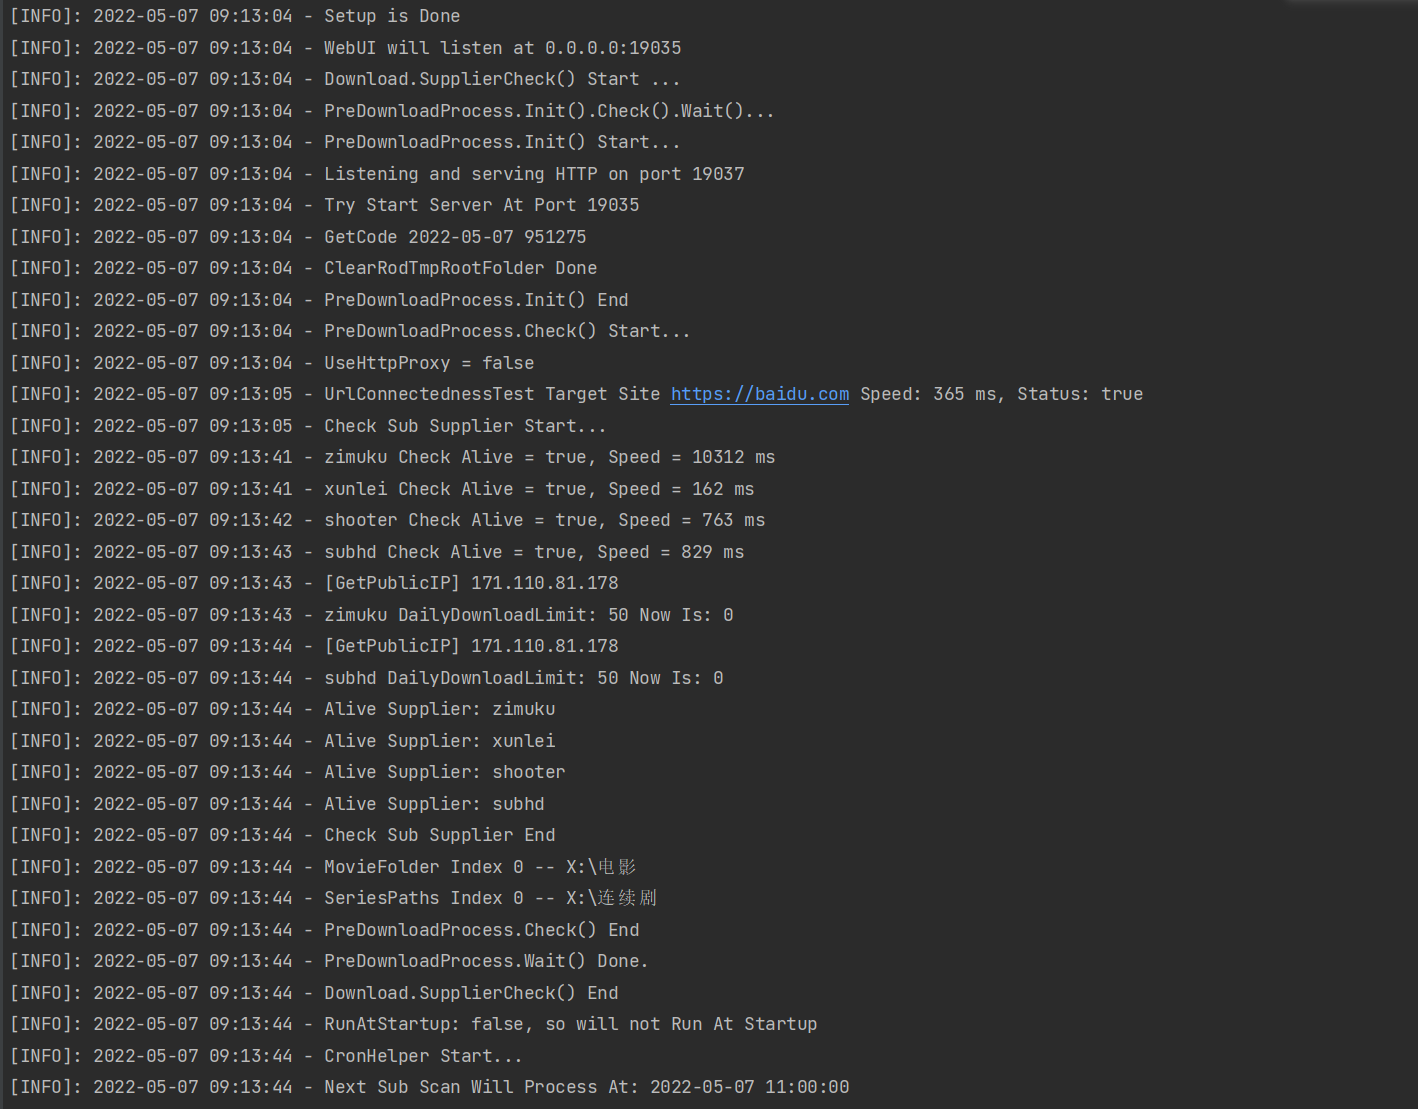 [INFO]: 2022-05-07 09:13:04 - Setup is Done
[INFO]: 2022-05-07 09:13:04 - WebUI will listen at 0.0.0.0:19035
[INFO]: 2022-05-07 09:13:04 - Download.SupplierCheck() Start ...
[INFO]: 2022-05-07 09:13:04 - PreDownloadProcess.Init().Check().Wait()...
[INFO]: 2022-05-07 09:13:04 - PreDownloadProcess.Init() Start...
[INFO]: 2022-05-07 09:13:04 - Listening and serving HTTP on port 19037
[INFO]: 2022-05-07 09:13:04 - Try Start Server At Port 19035
[INFO]: 2022-05-07 09:13:04 - GetCode 2022-05-07 951275
[INFO]: 2022-05-07 09:13:04 - ClearRodTmpRootFolder Done
[INFO]: 2022-05-07 09:13:04 - PreDownloadProcess.Init() End
[INFO]: 2022-05-07 09:13:04 - PreDownloadProcess.Check() Start...
[INFO]: 2022-05-07 09:13:04 - UseHttpProxy = false
[INFO]: 2022-05-07 09:13:05 - UrlConnectednessTest Target Site https://baidu.com Speed: 365 ms, Status: true
[INFO]: 2022-05-07 09:13:05 - Check Sub Supplier Start...
[INFO]: 2022-05-07 09:13:41 - zimuku Check Alive = true, Speed = 10312 ms
[INFO]: 2022-05-07 09:13:41 - xunlei Check Alive = true, Speed = 162 ms
[INFO]: 2022-05-07 09:13:42 - shooter Check Alive = true, Speed = 763 ms
[INFO]: 2022-05-07 09:13:43 - subhd Check Alive = true, Speed = 829 ms
[INFO]: 2022-05-07 09:13:43 - [GetPublicIP] 171.110.81.178
[INFO]: 2022-05-07 09:13:43 - zimuku DailyDownloadLimit: 50 Now Is: 0
[INFO]: 2022-05-07 09:13:44 - [GetPublicIP] 171.110.81.178
[INFO]: 2022-05-07 09:13:44 - subhd DailyDownloadLimit: 50 Now Is: 0
[INFO]: 2022-05-07 09:13:44 - Alive Supplier: zimuku
[INFO]: 2022-05-07 09:13:44 - Alive Supplier: xunlei
[INFO]: 2022-05-07 09:13:44 - Alive Supplier: shooter
[INFO]: 2022-05-07 09:13:44 - Alive Supplier: subhd
[INFO]: 2022-05-07 09:13:44 - Check Sub Supplier End
[INFO]: 2022-05-07 09:13:44 - MovieFolder Index 0 -- X:\电影
[INFO]: 2022-05-07 09:13:44 - SeriesPaths Index 0 -- X:\连续剧
[INFO]: 2022-05-07 09:13:44 - PreDownloadProcess.Check() End
[INFO]: 2022-05-07 09:13:44 - PreDownloadProcess.Wait() Done.
[INFO]: 2022-05-07 09:13:44 - Download.SupplierCheck() End
[INFO]: 2022-05-07 09:13:44 - RunAtStartup: false, so will not Run At Startup
[INFO]: 2022-05-07 09:13:44 - CronHelper Start...
[INFO]: 2022-05-07 09:13:44 - Next Sub Scan Will Process At: 2022-05-07 11:00:00